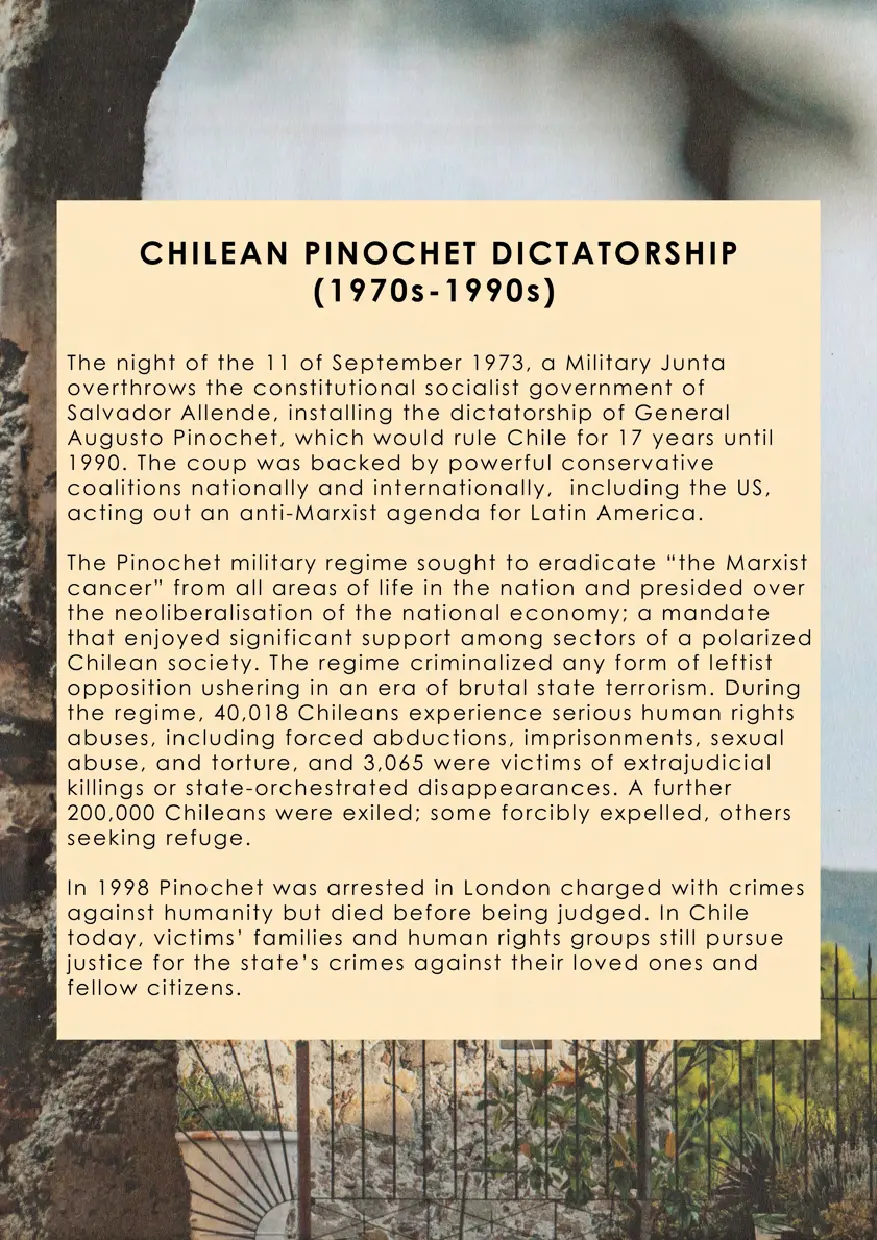 CHILEAN PINOCHET DICTATORSHIP
(1970s-1990s)
The night of the 11 of September 1973, a Military Junta
overthrows the constitutional socialist government of
Salvador Allende, installing the dictatorship of General
Augusto Pinochet, which would rule Chile for 17 years until
1990. The coup was backed by powerful conservative
coalitions nationally and internationally,  including the US,
acting out an anti-Marxist agenda for Latin America.
The Pinochet military regime sought to eradicate “the Marxist
cancer” from all areas of life in the nation and presided over
the neoliberalisation of the national economy; a mandate
that enjoyed significant support among sectors of a polarized
Chilean society. The regime criminalized any form of leftist
opposition ushering in an era of brutal state terrorism. During
the regime, 40,018 Chileans experience serious human rights
abuses, including forced abductions, imprisonments, sexual
abuse, and torture, and 3,065 were victims of extrajudicial
killings or state-orchestrated disappearances. A further
200,000 Chileans were exiled; some forcibly expelled, others
seeking refuge.
In 1998 Pinochet was arrested in London charged with crimes
against humanity but died before being judged. In Chile
today, victims’ families and human rights groups still pursue
justice for the state's crimes against their loved ones and
fellow citizens.